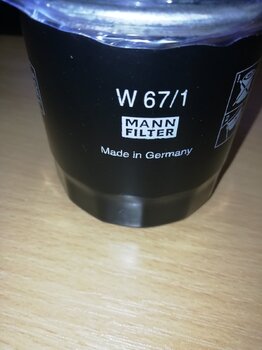 W 67/1
MANN
FILTER
Made in Germany